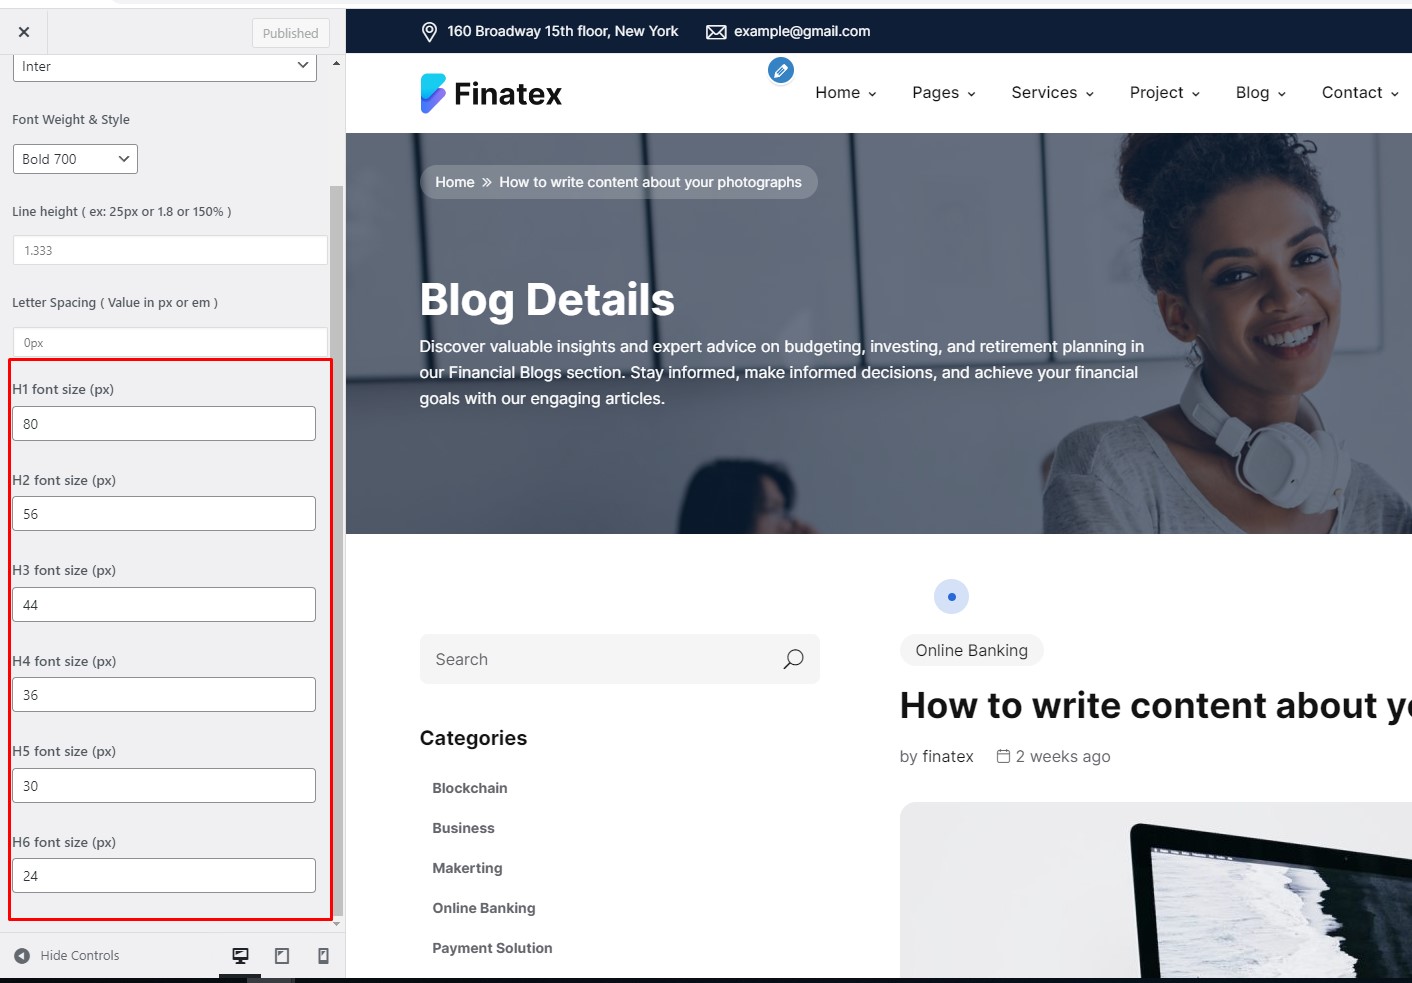 Published
Inter
Font Weight & Style
Bold 700
Line height ( ex: 25px or 1.8 or 150% )
1.333
Letter Spacing ( Value in px or em )
0px
H1 font size (px)
80
H2 font size (px)
56
H3 font size (px)
44
H4 font size (px)
36
H5 font size (px)
30
H6 font size (px)
24
Hide Controls
160 Broadway 15th floor, New York
example@gmail.com
Finatex
Home
Pages
Services
Project
Blog
Contact
Home » How to write content about your photographs
Blog Details
Discover valuable insights and expert advice on budgeting, investing, and retirement planning in
our Financial Blogs section. Stay informed, make informed decisions, and achieve your financial
goals with our engaging articles.
Search
Categories
Blockchain
Business
Makerting
Online Banking
Payment Solution
Online Banking
How to write content about yo
by finatex
2 weeks ago